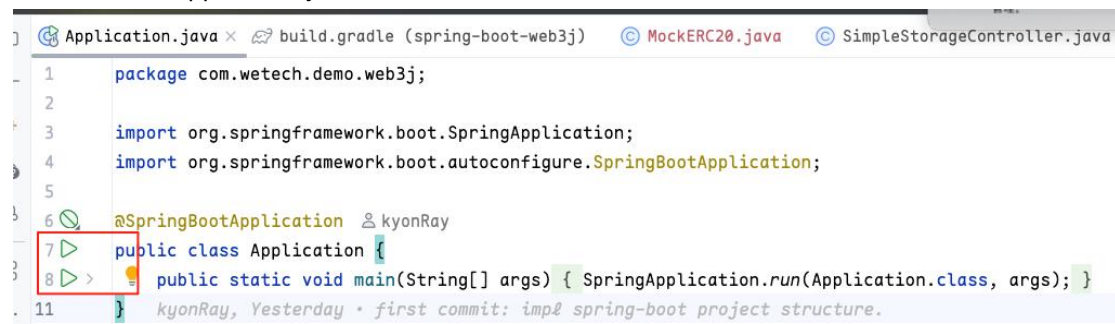 Application.java × build.gradle (spring-boot-web3j) MockERC20.java SimpleStorageController.java
1 package com.wetech.demo.web3j;
2
3 import org.springframework.boot.SpringApplication;
4 import org.springframework.boot.autoconfigure.SpringBootApplication;
5
6 @SpringBootApplication kyonRay
7 public class Application {
8 public static void main(String[] args) { SpringApplication.run(Application.class, args); }
11 } kyonRay, Yesterday • first commit: impl spring-boot project structure.